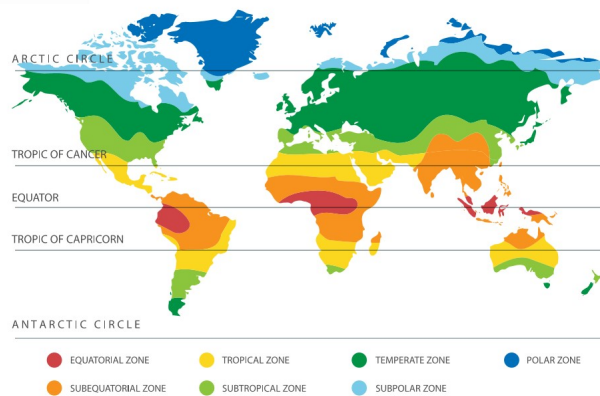 ARCTIC CIRCLE
TROPIC OF CANCER
EQUATOR
TROPIC OF CAPRICORN
ANTARCTIC CIRCLE
EQUATORIAL ZONE
TROPICAL ZONE
TEMPERATE ZONE
POLAR ZONE
SUBEQUATORIAL ZONE
SUBTROPICAL ZONE
SUBPOLAR ZONE